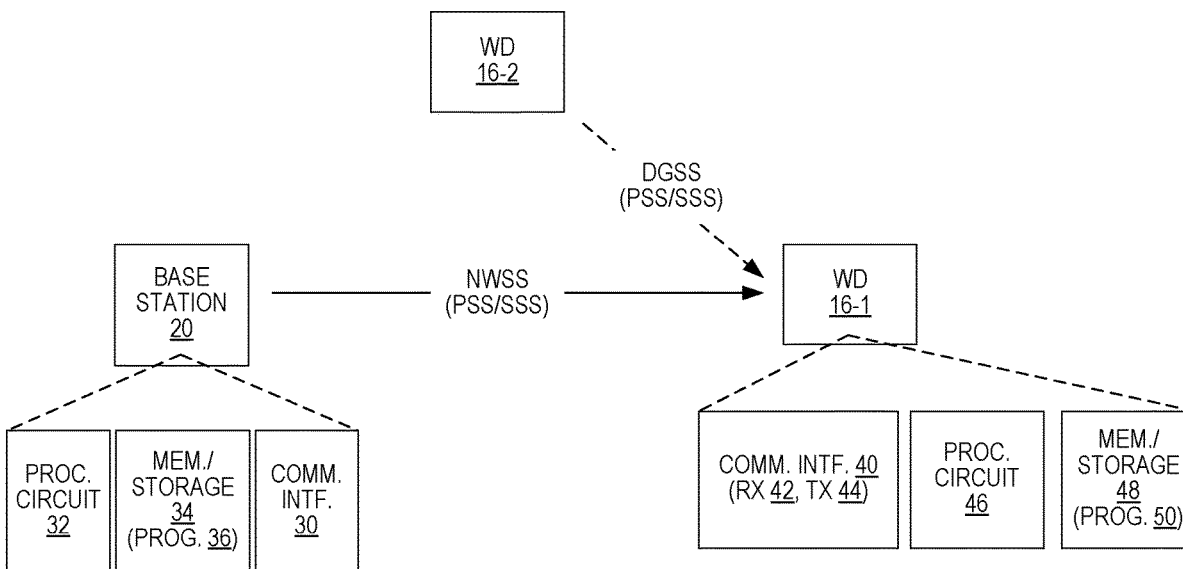 WD
16-2
DGSS
(PSS/SSS)
BASE
STATION
20
NWSS
(PSS/SSS)
WD
16-1
PROC.
CIRCUIT
32
MEM./
STORAGE
34
(PROG. 36)
COMM.
INTF.
30
COMM. INTF. 40
(RX 42, TX 44)
PROC.
CIRCUIT
46
MEM./
STORAGE
48
(PROG. 50)